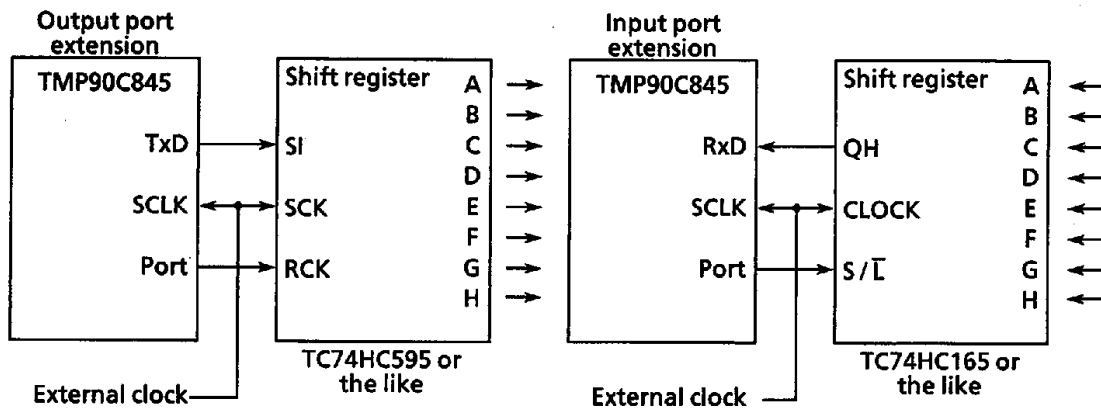 Output port
extension
TMP90C845
TxD
SCLK
Port
Shift register
SI
SCK
RCK
A
B
C
D
E
F
G
H
TC74HC595 or
the like
External clock
Input port
extension
TMP90C845
RxD
SCLK
Port
Shift register
QH
CLOCK
S / L̅
A
B
C
D
E
F
G
H
TC74HC165 or
the like
External clock